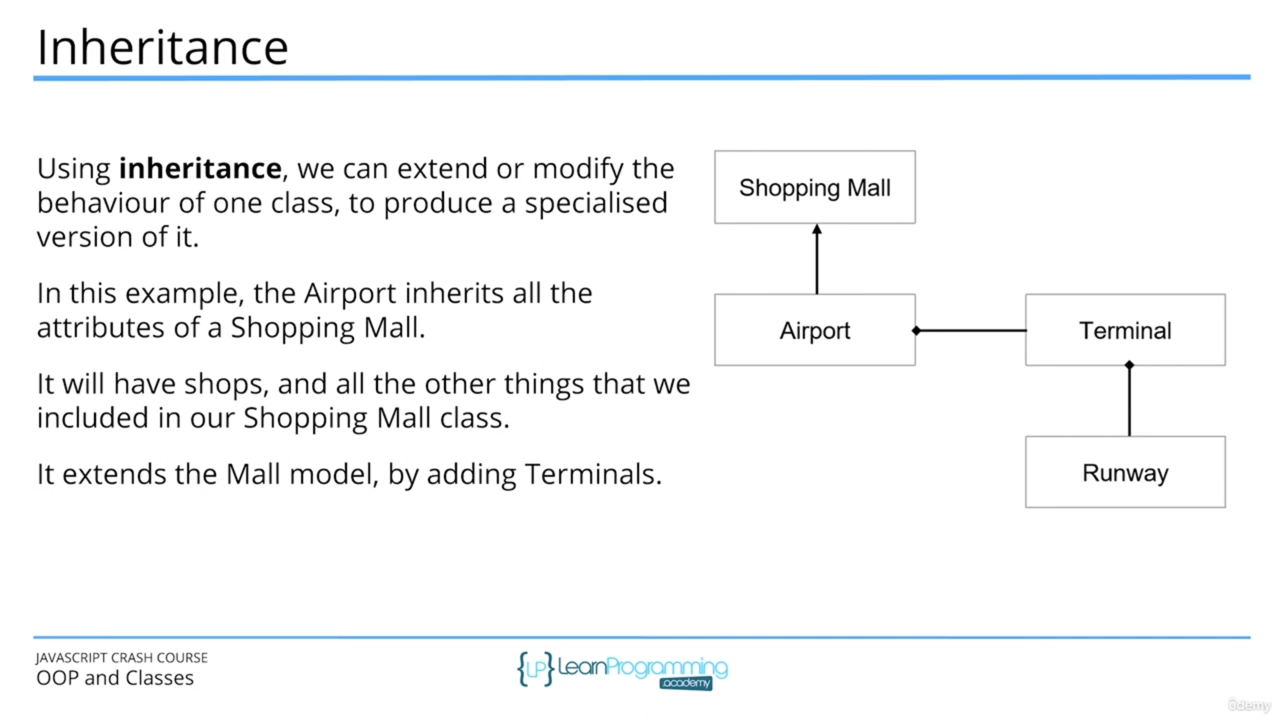 Inheritance
Using inheritance, we can extend or modify the
behaviour of one class, to produce a specialised
version of it.
In this example, the Airport inherits all the
attributes of a Shopping Mall.
It will have shops, and all the other things that we
included in our Shopping Mall class.
It extends the Mall model, by adding Terminals.
Shopping Mall
Airport
Terminal
Runway
JAVASCRIPT CRASH COURSE
OOP and Classes
{LP} LearnProgramming
.academy
ûdemy